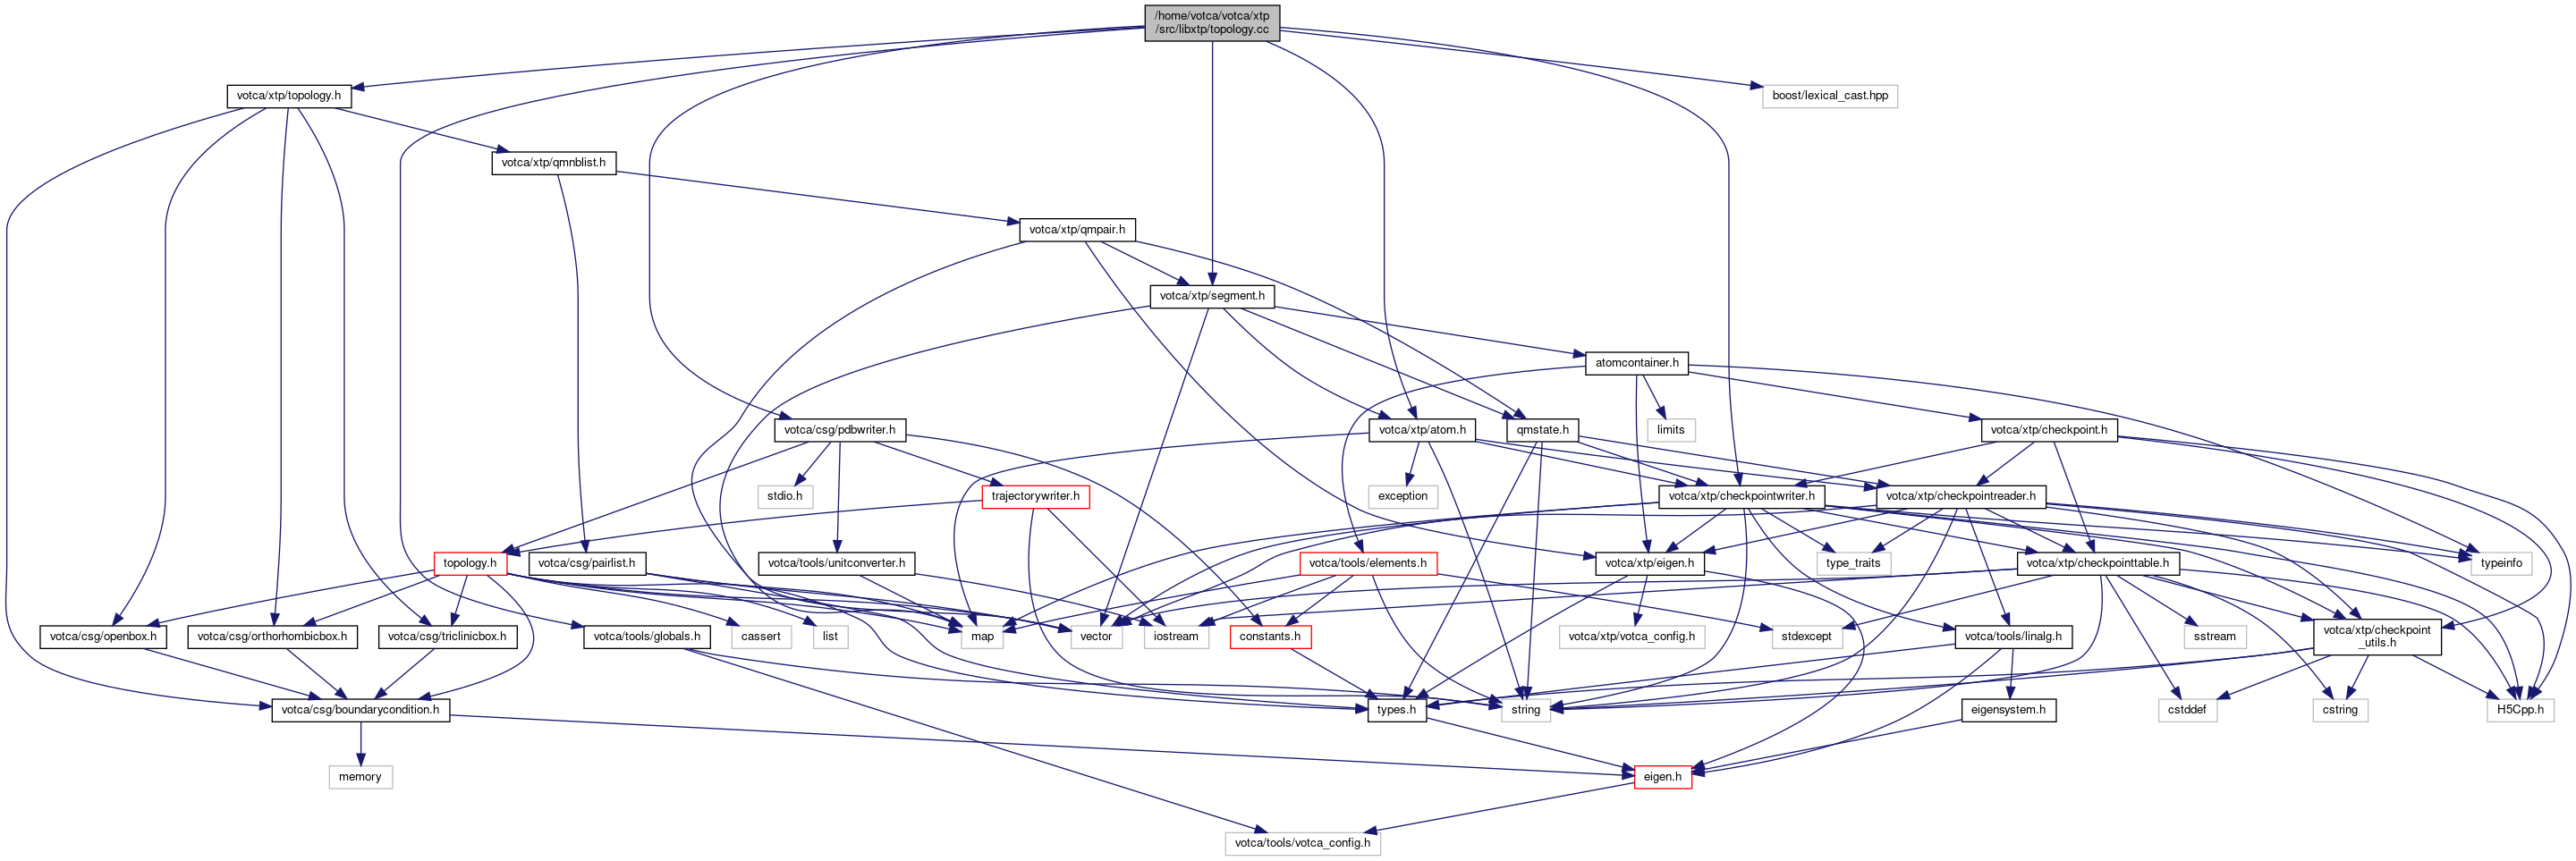 /home/votca/votca/xtp
/src/libxtp/topology.cc
votca/xtp/topology.h
boost/lexical_cast.hpp
votca/xtp/qmnblist.h
votca/xtp/qmpair.h
votca/xtp/segment.h
atomcontainer.h
votca/csg/pdbwriter.h
votca/xtp/atom.h
qmstate.h
limits
votca/xtp/checkpoint.h
stdio.h
trajectorywriter.h
exception
votca/xtp/checkpointwriter.h
votca/xtp/checkpointreader.h
topology.h
votca/csg/pairlist.h
votca/tools/unitconverter.h
votca/tools/elements.h
votca/xtp/eigen.h
type_traits
votca/xtp/checkpointtable.h
typeinfo
votca/csg/openbox.h
votca/csg/orthorhombicbox.h
votca/csg/triclinicbox.h
votca/tools/globals.h
cassert
list
map
vector
iostream
constants.h
votca/xtp/votca_config.h
stdexcept
votca/tools/linalg.h
sstream
votca/xtp/checkpoint
_utils.h
votca/csg/boundarycondition.h
types.h
string
eigensystem.h
cstddef
cstring
H5Cpp.h
memory
eigen.h
votca/tools/votca_config.h